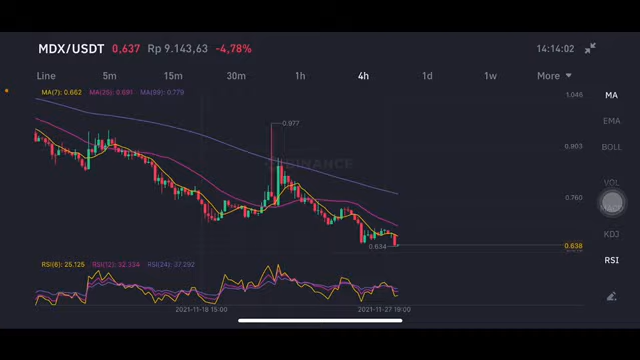 MDX/USDT 0,637 Rp 9.143,63 -4,78% 14:14:02
Line 5m 15m 30m 1h 4h 1d 1w More
MA(7): 0.662 MA(25): 0.691 MA(99): 0.779
1.046
MA
EMA
0.977
0.903
BOLL
BINANCE
VOL
0.760
MACD
KDJ
0.634
0.638
RSI(6): 25.125 RSI(12): 32.334 RSI(24): 37.292
RSI
2021-11-18 15:00 2021-11-27 19:00